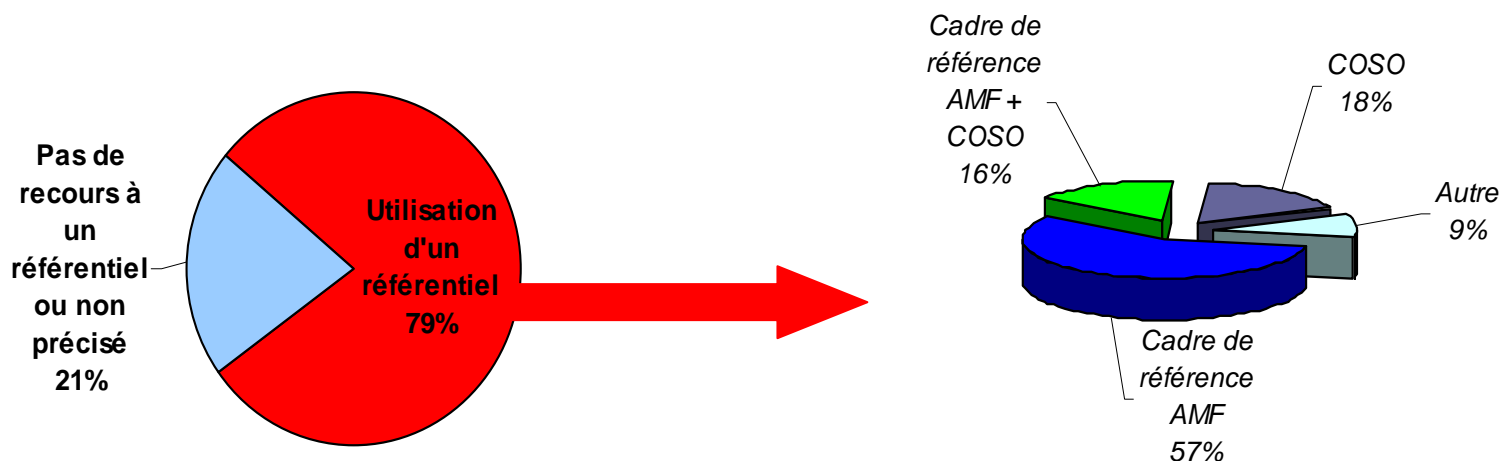 Pas de
recours à
un
référentiel
ou non
précisé
21%
Utilisation
d'un
référentiel
79%
Cadre de
référence
AMF +
COSO
16%
COSO
18%
Autre
9%
Cadre de
référence
AMF
57%